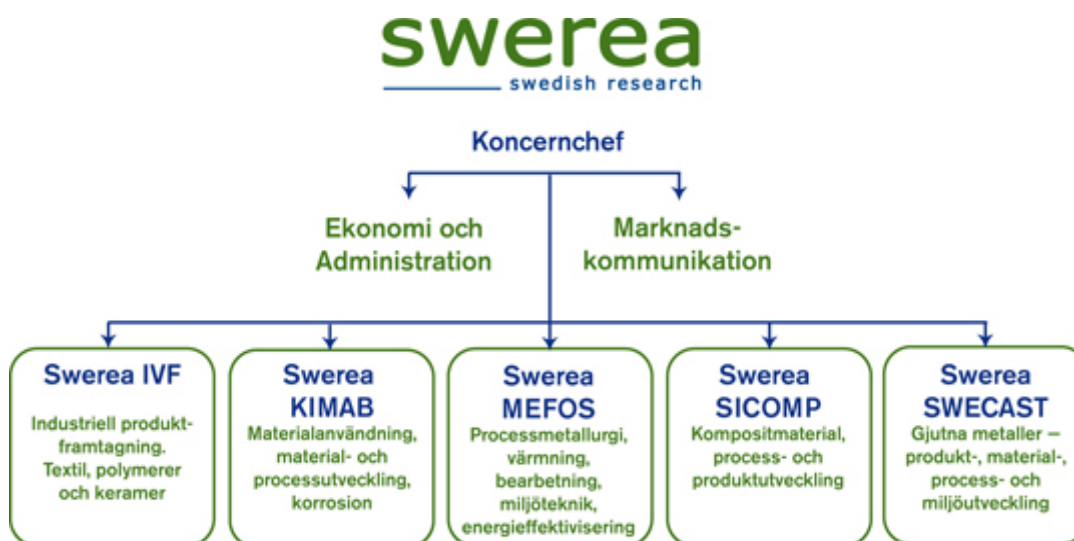 swerea
swedish research
Koncernchef
Ekonomi och
Administration
Marknads-
kommunikation
Swerea IVF
Industriell produkt-
framtagning.
Textil, polymerer
och keramer
Swerea
KIMAB
Materialanvändning,
material- och
processutveckling,
korrosion
Swerea
MEFOS
Processmetallurgi,
värmning,
bearbetning,
miljöteknik,
energieffektivisering
Swerea
SICOMP
Kompositmaterial,
process- och
produktutveckling
Swerea
SWECAST
Gjutna metaller –
produkt-, material-,
process- och
miljöutveckling